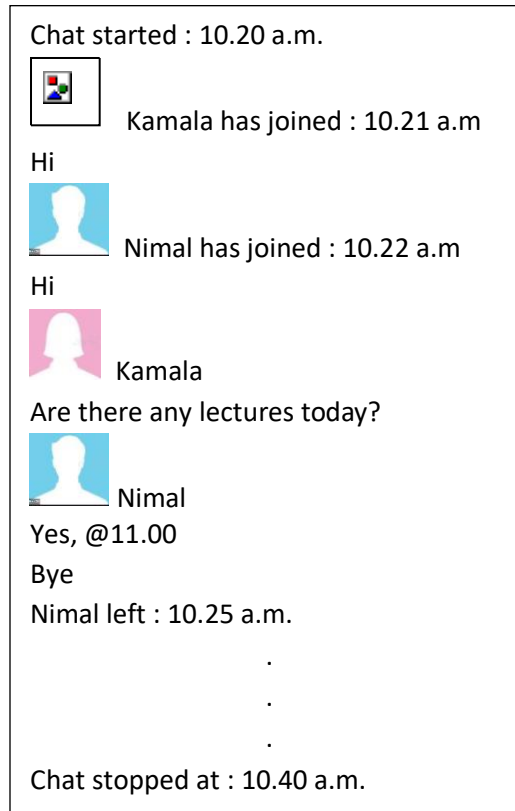 Chat started : 10.20 a.m.
Kamala has joined : 10.21 a.m
Hi
Nimal has joined : 10.22 a.m
Hi
Kamala
Are there any lectures today?
Nimal
Yes, @11.00
Bye
Nimal left : 10.25 a.m.
.
.
.
Chat stopped at : 10.40 a.m.